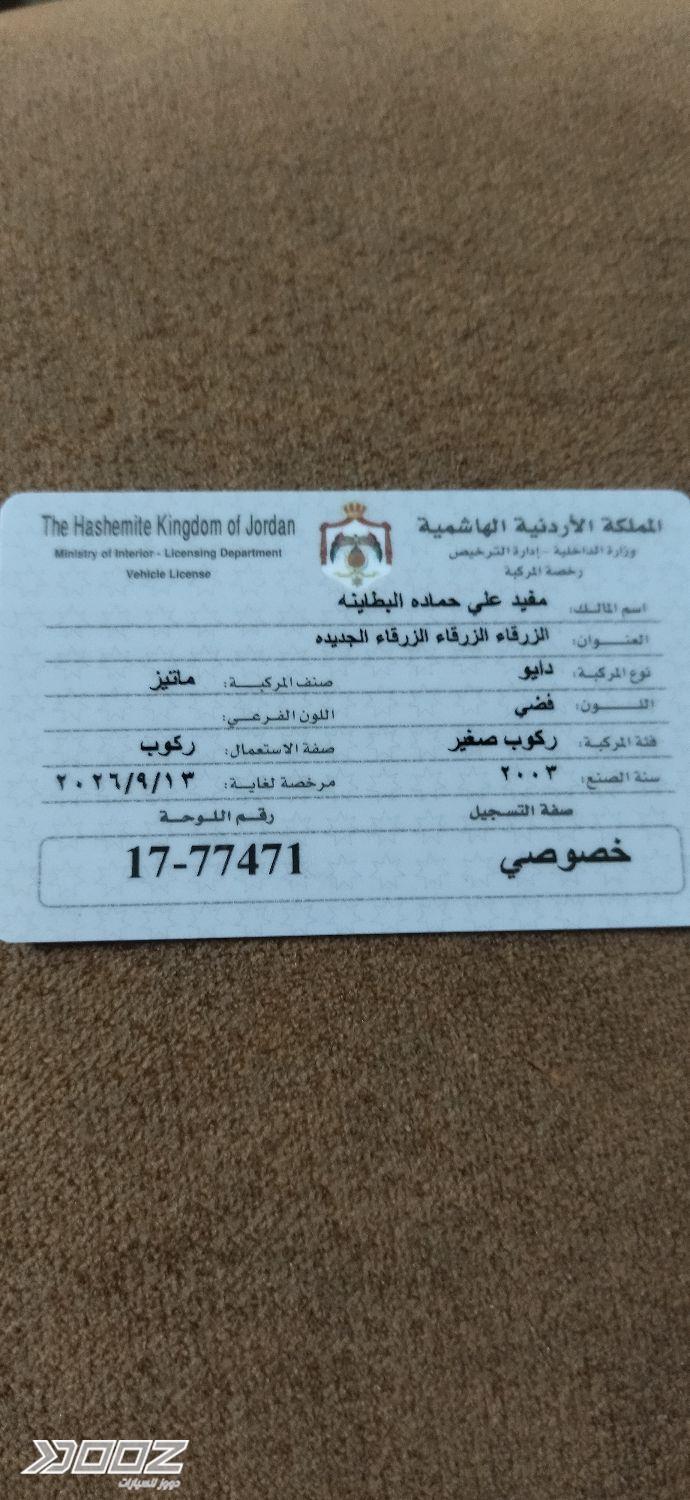 The Hashemite Kingdom of Jordan
Ministry of Interior - Licensing Department
Vehicle License
المملكة الأردنية الهاشمية
وزارة الداخلية - إدارة الترخيص
رخصة المركبة
اسم المالك: مفيد علي حماده البطاينه
العنوان: الزرقاء الزرقاء الزرقاء الجديده
نوع المركبة: دايو صنف المركبة: ماتيز
اللون: فضي اللون الفرعي:
فئة المركبة: ركوب صغير صفة الاستعمال: ركوب
سنة الصنع: ٢٠٠٣ مرخصة لغاية: ٢٠٢٦/٩/١٣
صفة التسجيل رقم اللوحة
خصوصي 17-77471
DOOZ
دووز للسيارات